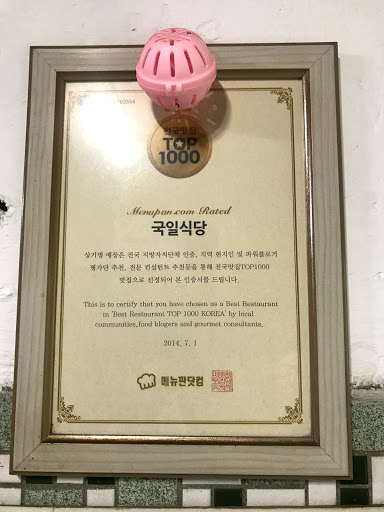 전국맛집
TOP
1000
Menupan.com Rated
국일식당
상기명 매장은 전국 지방자치단체 인증, 지역 현지인 및 파워블로거
평가단 추천, 전문 컨설턴트 추천등을 통해 전국맛집TOP1000
맛집으로 선정되어 본 인증서를 드립니다.
This is to certify that you have chosen as a Best Restaurant
in 'Best Restaurant TOP 1000 KOREA' by local
communities,food blogers and gourmet consultants.
2014. 7. 1
메뉴판닷컴